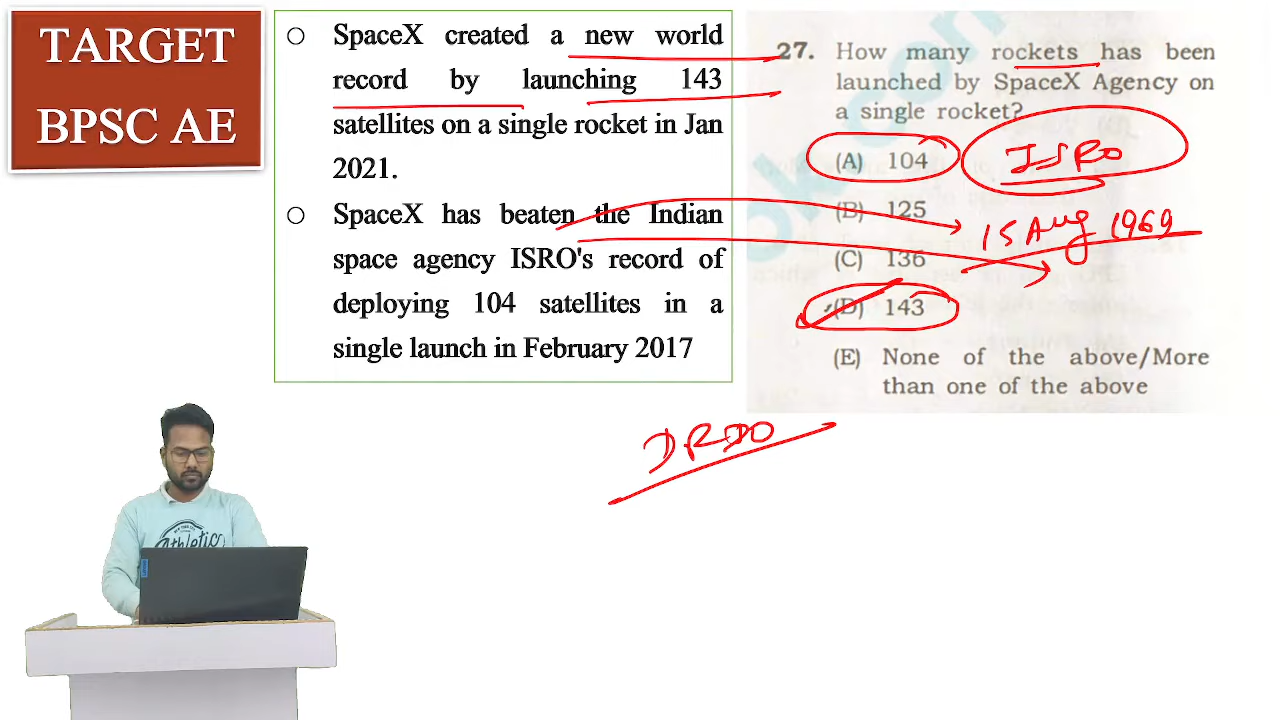 TARGET
BPSC AE
○ SpaceX created a new world
record by launching 143
satellites on a single rocket in Jan
2021.
○ SpaceX has beaten the Indian
space agency ISRO's record of
deploying 104 satellites in a
single launch in February 2017
27. How many rockets has been
launched by SpaceX Agency on
a single rocket?
(A) 104
ISRO
(B) 125
15 Aug 1969
(C) 136
(D) 143
(E) None of the above/More
than one of the above
DRDO
Athletic